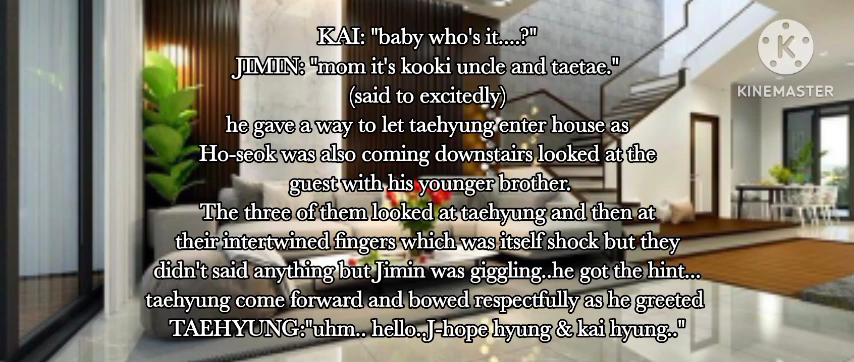 KAI: "baby who's it....?"
JIMIN: "mom it's kooki uncle and taetae."
(said to excitedly)
he gave a way to let taehyung enter house as
Ho-seok was also coming downstairs looked at the
guest with his younger brother.
The three of them looked at taehyung and then at
their intertwined fingers which was itself shock but they
didn't said anything but Jimin was giggling..he got the hint...
taehyung come forward and bowed respectfully as he greeted
TAEHYUNG:"uhm.. hello..J-hope hyung & kai hyung.."
K
KINEMASTER